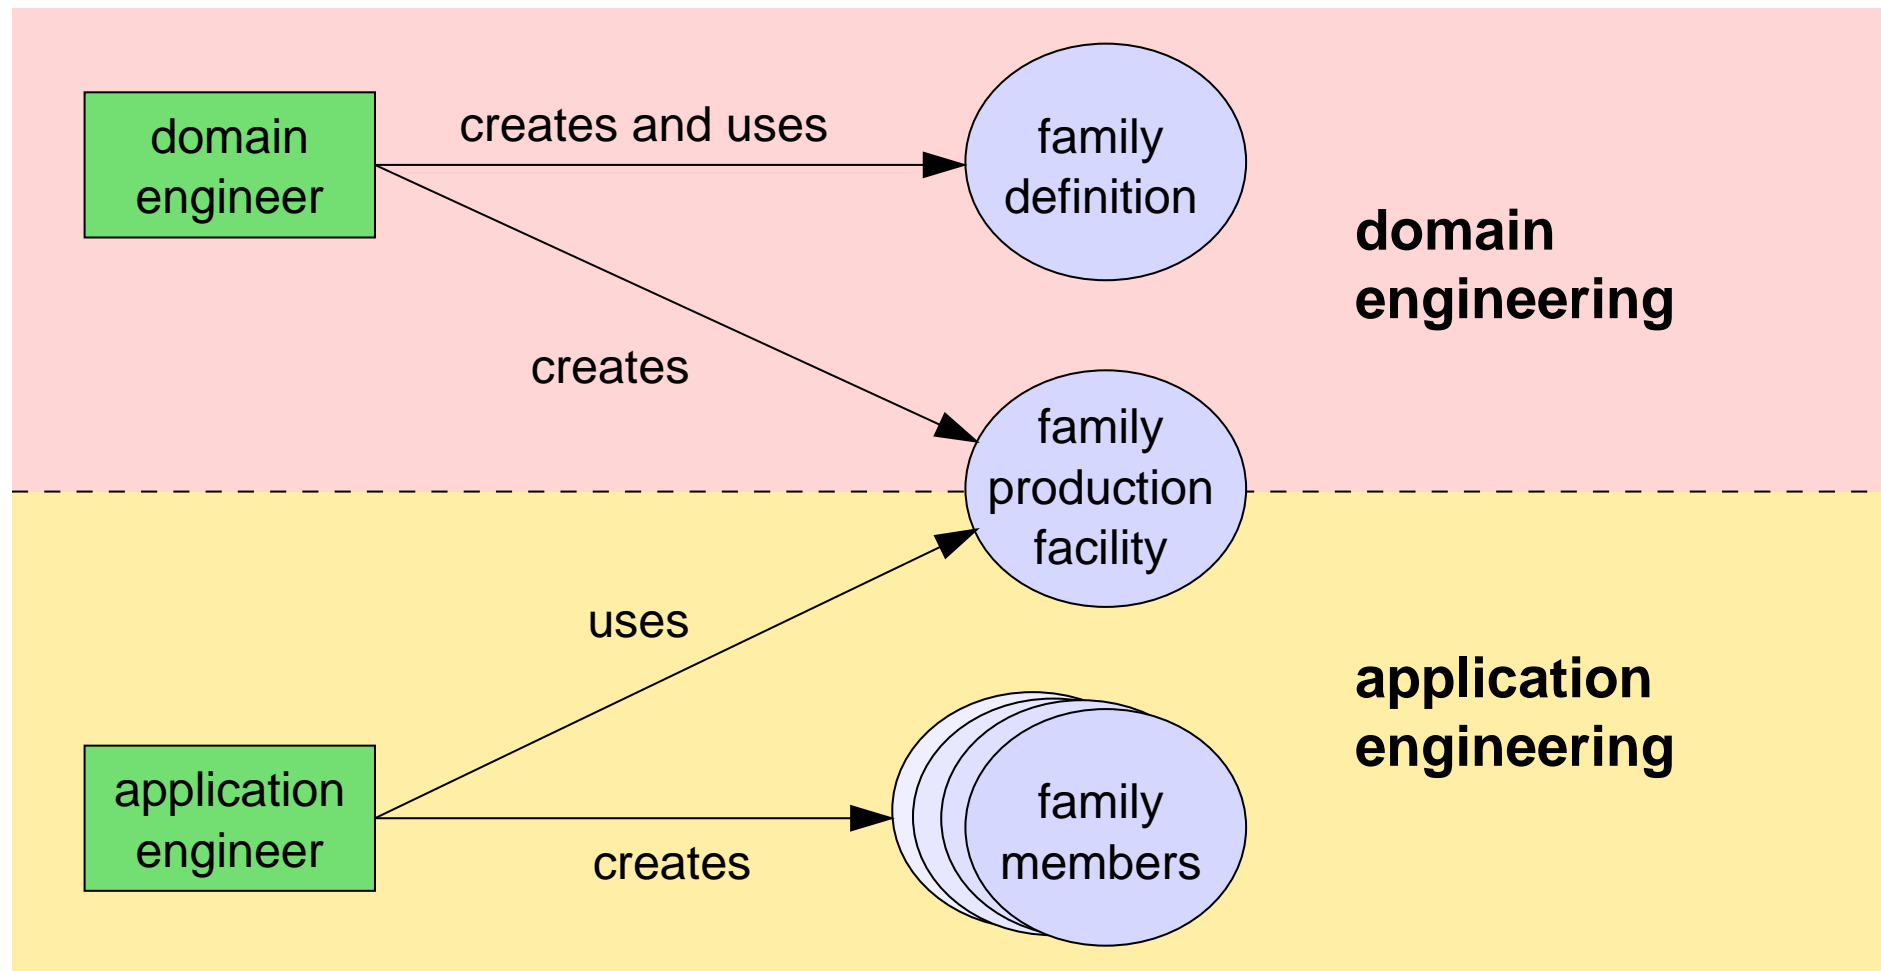 domain
engineer
creates and uses
family
definition
domain
engineering
creates
family
production
facility
uses
application
engineering
application
engineer
creates
family
members